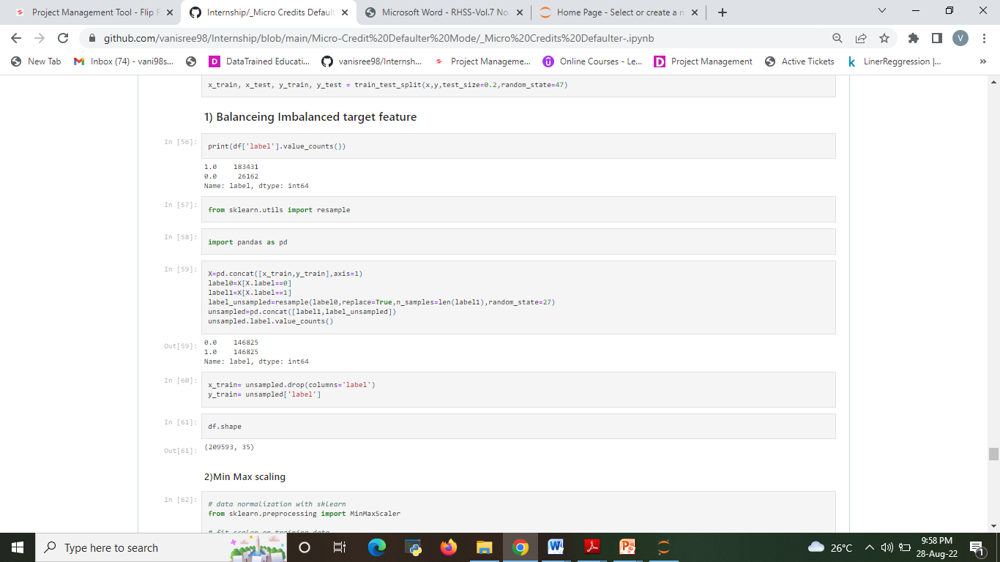 Project Management Tool - Flip R
Internship/_Micro Credits Default
Microsoft Word - RHSS-Vol.7 No.
Home Page - Select or create a n
github.com/vanisree98/Internship/blob/main/Micro-Credit%20Defaulter%20Mode/_Micro%20Credits%20Defaulter-.ipynb
V
New Tab
Inbox (74) - vani98s...
D DataTrained Educati...
vanisree98/Internsh...
Project Manageme...
Online Courses - Le...
D Project Management
Active Tickets
k LinerReggression |...
»
x_train, x_test, y_train, y_test = train_test_split(x,y,test_size=0.2,random_state=47)
1) Balanceing Imbalanced target feature
In [56]:
print(df['label'].value_counts())
1.0    183431
0.0     26162
Name: label, dtype: int64
In [57]:
from sklearn.utils import resample
In [58]:
import pandas as pd
In [59]:
X=pd.concat([x_train,y_train],axis=1)
label0=X[X.label==0]
label1=X[X.label==1]
label_unsampled=resample(label0,replace=True,n_samples=len(label1),random_state=27)
unsampled=pd.concat([label1,label_unsampled])
unsampled.label.value_counts()
Out[59]:
0.0    146825
1.0    146825
Name: label, dtype: int64
In [60]:
x_train= unsampled.drop(columns='label')
y_train= unsampled['label']
In [61]:
df.shape
Out[61]:
(209593, 35)
2)Min Max scaling
In [62]:
# data normalization with sklearn
from sklearn.preprocessing import MinMaxScaler
# fit scaler on training data
Type here to search
26°C
9:58 PM
28-Aug-22
1